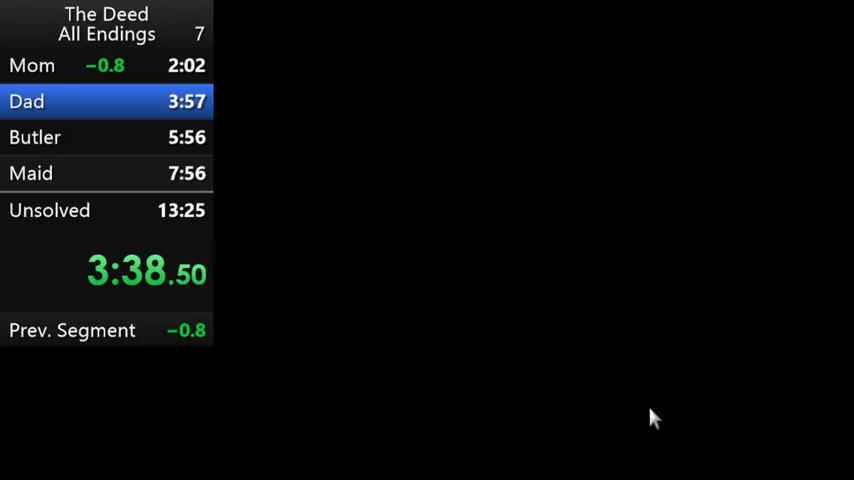 The Deed
All Endings 7
Mom −0.8 2:02
Dad 3:57
Butler 5:56
Maid 7:56
Unsolved 13:25
3:38.50
Prev. Segment −0.8